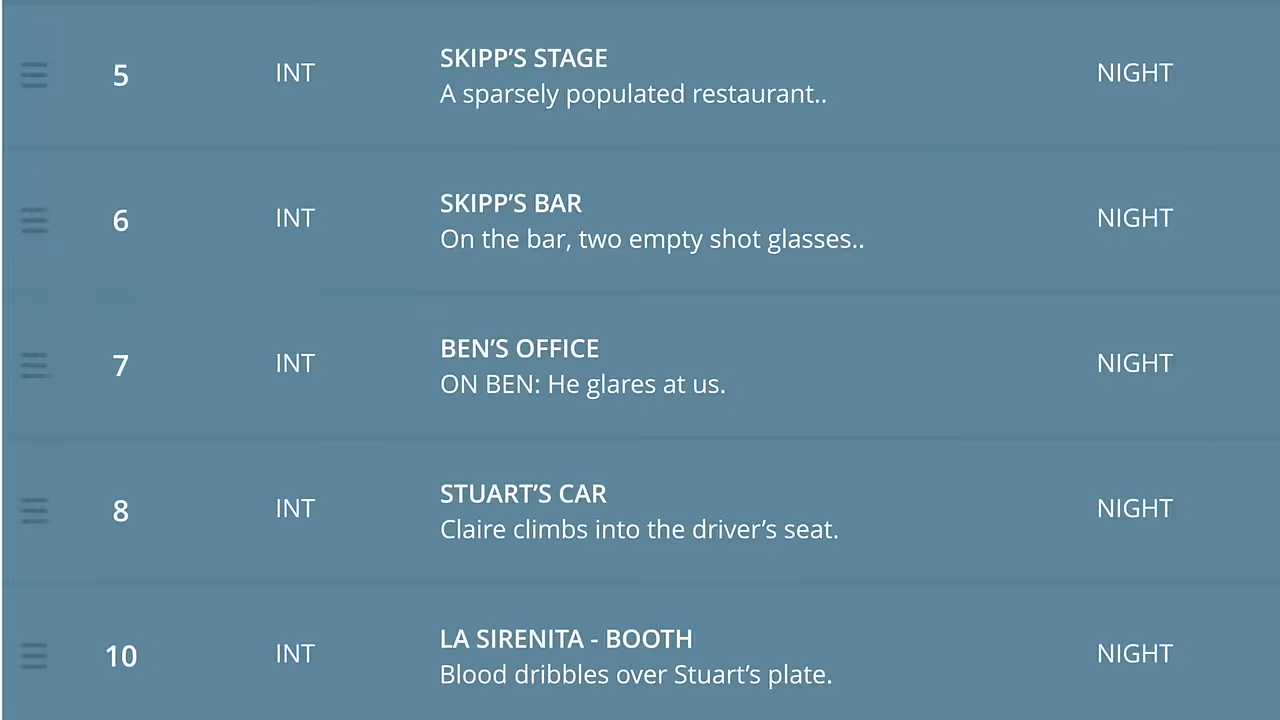 5 INT SKIPP’S STAGE NIGHT
A sparsely populated restaurant..
6 INT SKIPP’S BAR NIGHT
On the bar, two empty shot glasses..
7 INT BEN’S OFFICE NIGHT
ON BEN: He glares at us.
8 INT STUART’S CAR NIGHT
Claire climbs into the driver’s seat.
10 INT LA SIRENITA - BOOTH NIGHT
Blood dribbles over Stuart’s plate.